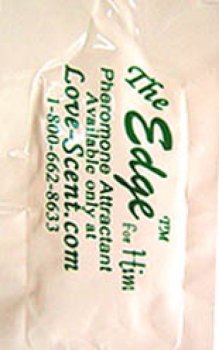 The Edge™ for Him
Pheromone Attractant
Available only at
Love-Scent.com
1-800-662-8633